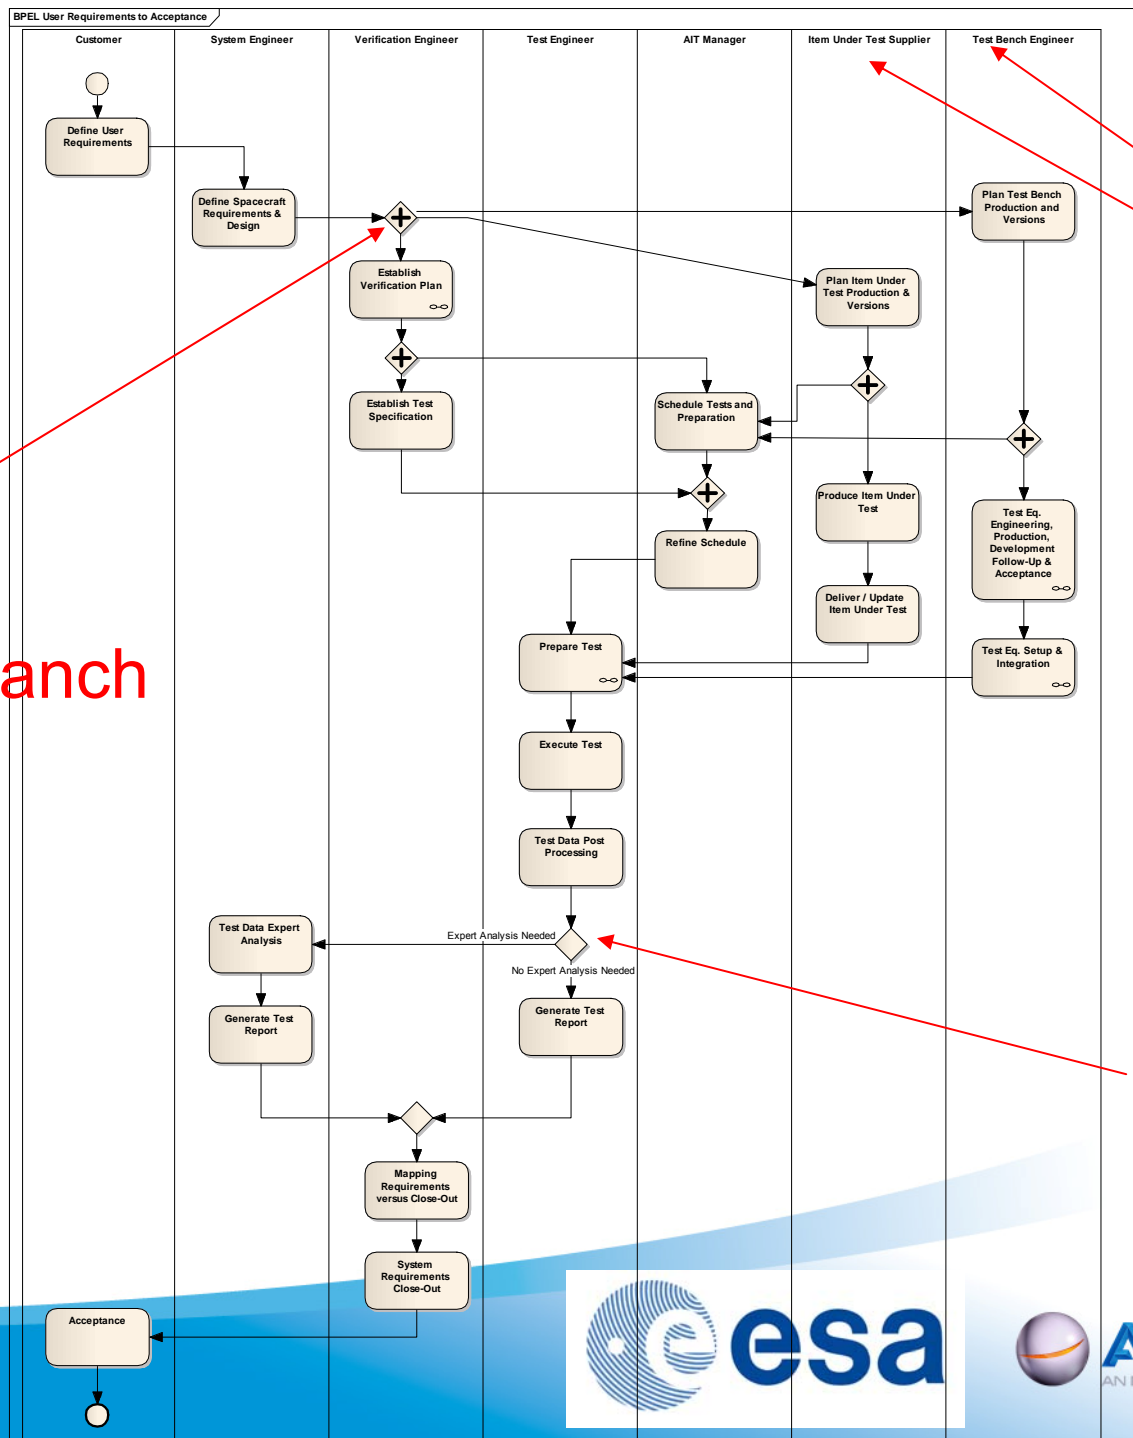 BPEL User Requirements to Acceptance
Customer
System Engineer
Verification Engineer
Test Engineer
AIT Manager
Item Under Test Supplier
Test Bench Engineer
Define User
Requirements
Define Spacecraft
Requirements &
Design
Plan Test Bench
Production and
Versions
Establish
Verification Plan
Plan Item Under
Test Production &
Versions
Establish Test
Specification
Schedule Tests and
Preparation
Produce Item Under
Test
Test Eq.
Engineering,
Production,
Development
Follow-Up &
Acceptance
Refine Schedule
Deliver / Update
Item Under Test
Prepare Test
Test Eq. Setup &
Integration
anch
Execute Test
Test Data Post
Processing
Test Data Expert
Analysis
Expert Analysis Needed
No Expert Analysis Needed
Generate Test
Report
Generate Test
Report
Mapping
Requirements
versus Close-Out
System
Requirements
Close-Out
Acceptance
esa
A
AN